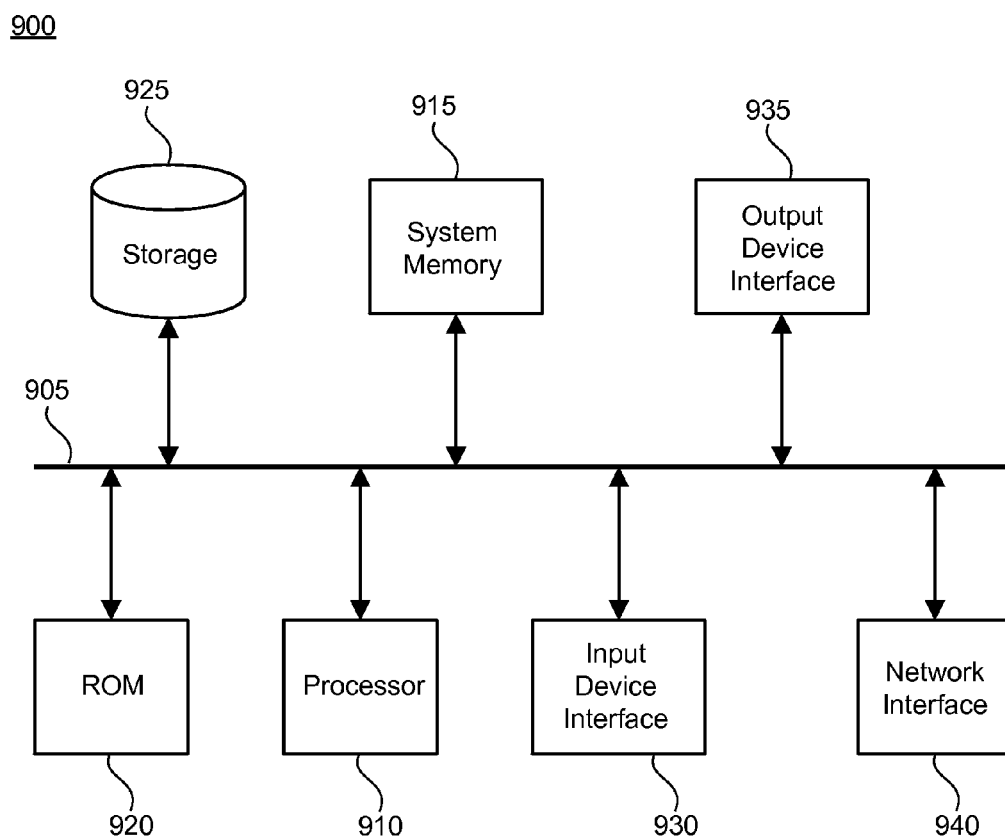 900
925
915
935
Storage
System
Memory
Output
Device
Interface
905
ROM
Processor
Input
Device
Interface
Network
Interface
920
910
930
940